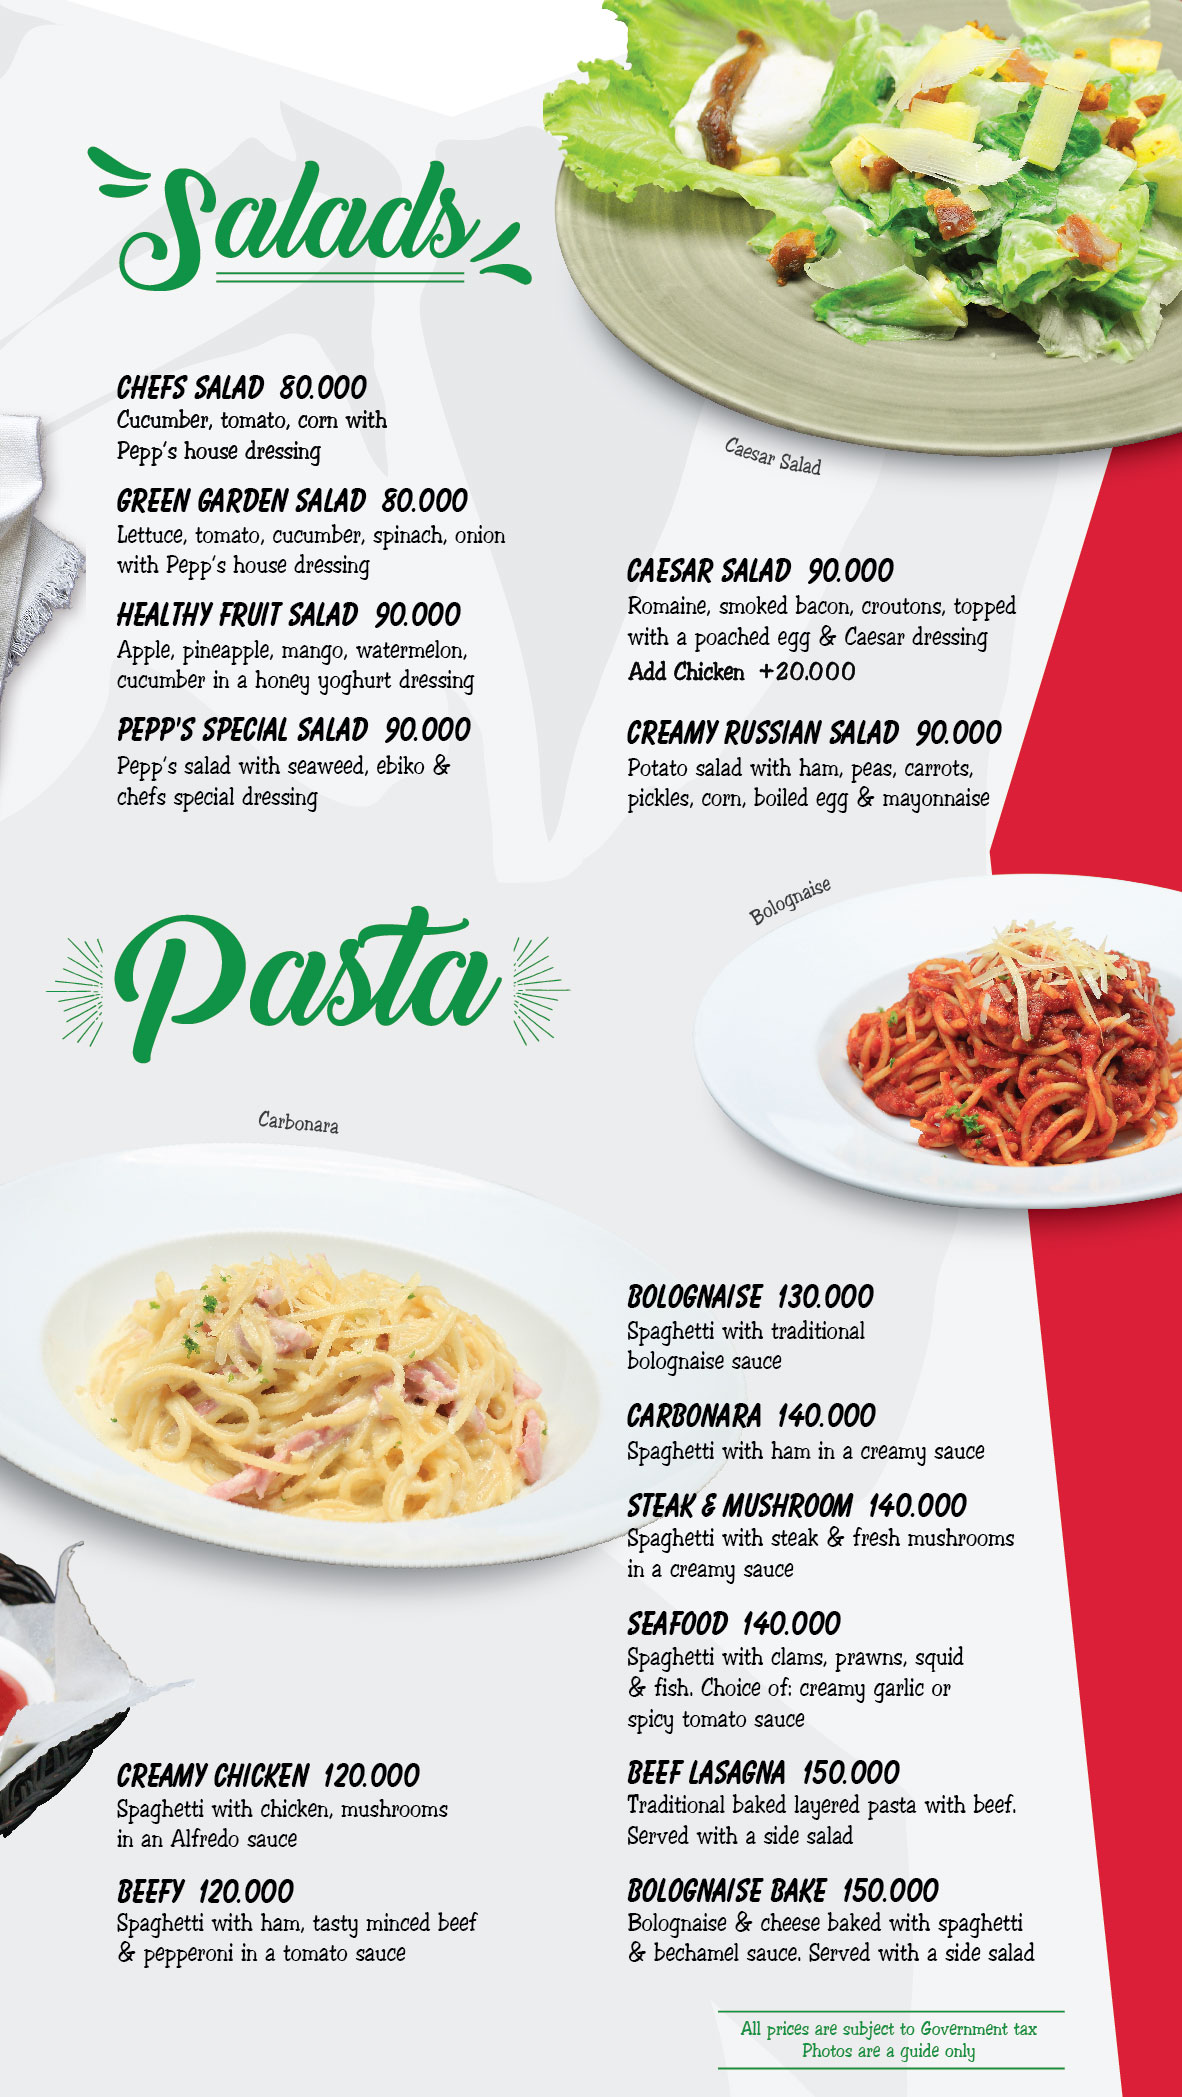 Salads
CHEFS SALAD 80.000
Cucumber, tomato, corn with
Pepp's house dressing
GREEN GARDEN SALAD 80.000
Lettuce, tomato, cucumber, spinach, onion
with Pepp's house dressing
HEALTHY FRUIT SALAD 90.000
Apple, pineapple, mango, watermelon,
cucumber in a honey yoghurt dressing
PEPP'S SPECIAL SALAD 90.000
Pepp's salad with seaweed, ebiko &
chefs special dressing
Caesar Salad
CAESAR SALAD 90.000
Romaine, smoked bacon, croutons, topped
with a poached egg & Caesar dressing
Add Chicken +20.000
CREAMY RUSSIAN SALAD 90.000
Potato salad with ham, peas, carrots,
pickles, corn, boiled egg & mayonnaise
Pasta
Bolognaise
Carbonara
CREAMY CHICKEN 120.000
Spaghetti with chicken, mushrooms
in an Alfredo sauce
BEEFY 120.000
Spaghetti with ham, tasty minced beef
& pepperoni in a tomato sauce
BOLOGNAISE 130.000
Spaghetti with traditional
bolognaise sauce
CARBONARA 140.000
Spaghetti with ham in a creamy sauce
STEAK & MUSHROOM 140.000
Spaghetti with steak & fresh mushrooms
in a creamy sauce
SEAFOOD 140.000
Spaghetti with clams, prawns, squid
& fish. Choice of: creamy garlic or
spicy tomato sauce
BEEF LASAGNA 150.000
Traditional baked layered pasta with beef.
Served with a side salad
BOLOGNAISE BAKE 150.000
Bolognaise & cheese baked with spaghetti
& bechamel sauce. Served with a side salad
All prices are subject to Government tax
Photos are a guide only